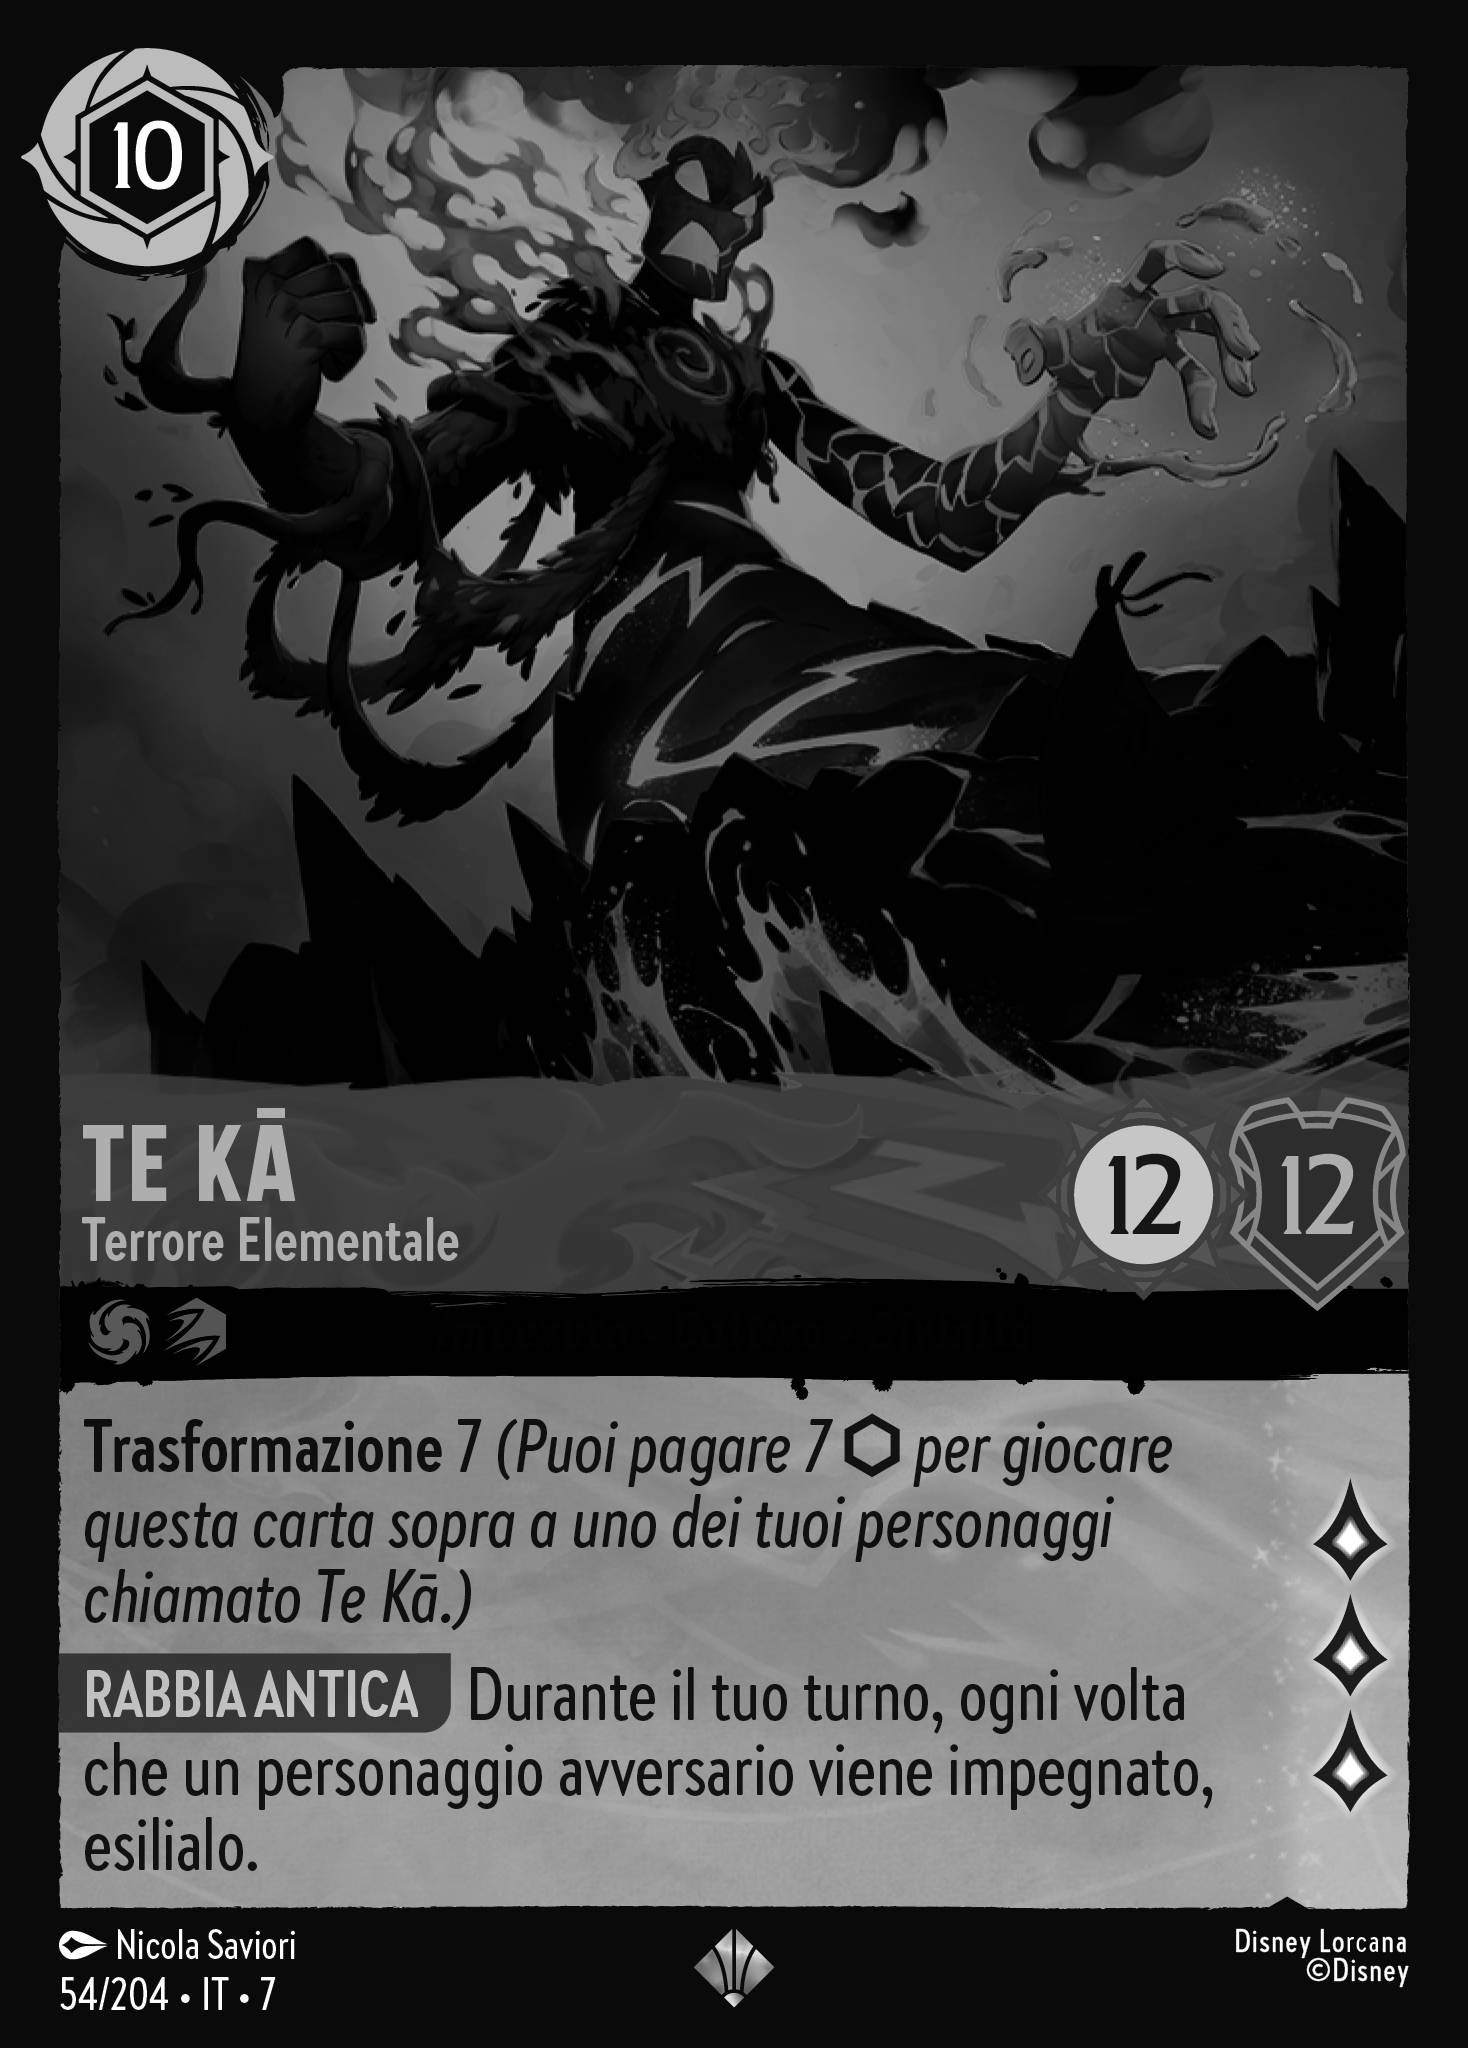 10
TE KĀ
Terrore Elementale
12
12
Trasformazione 7 (Puoi pagare 7 per giocare
questa carta sopra a uno dei tuoi personaggi
chiamato Te Kā.)
RABBIA ANTICA Durante il tuo turno, ogni volta
che un personaggio avversario viene impegnato,
esilialo.
Nicola Saviori
54/204 • IT • 7
Disney Lorcana
©Disney